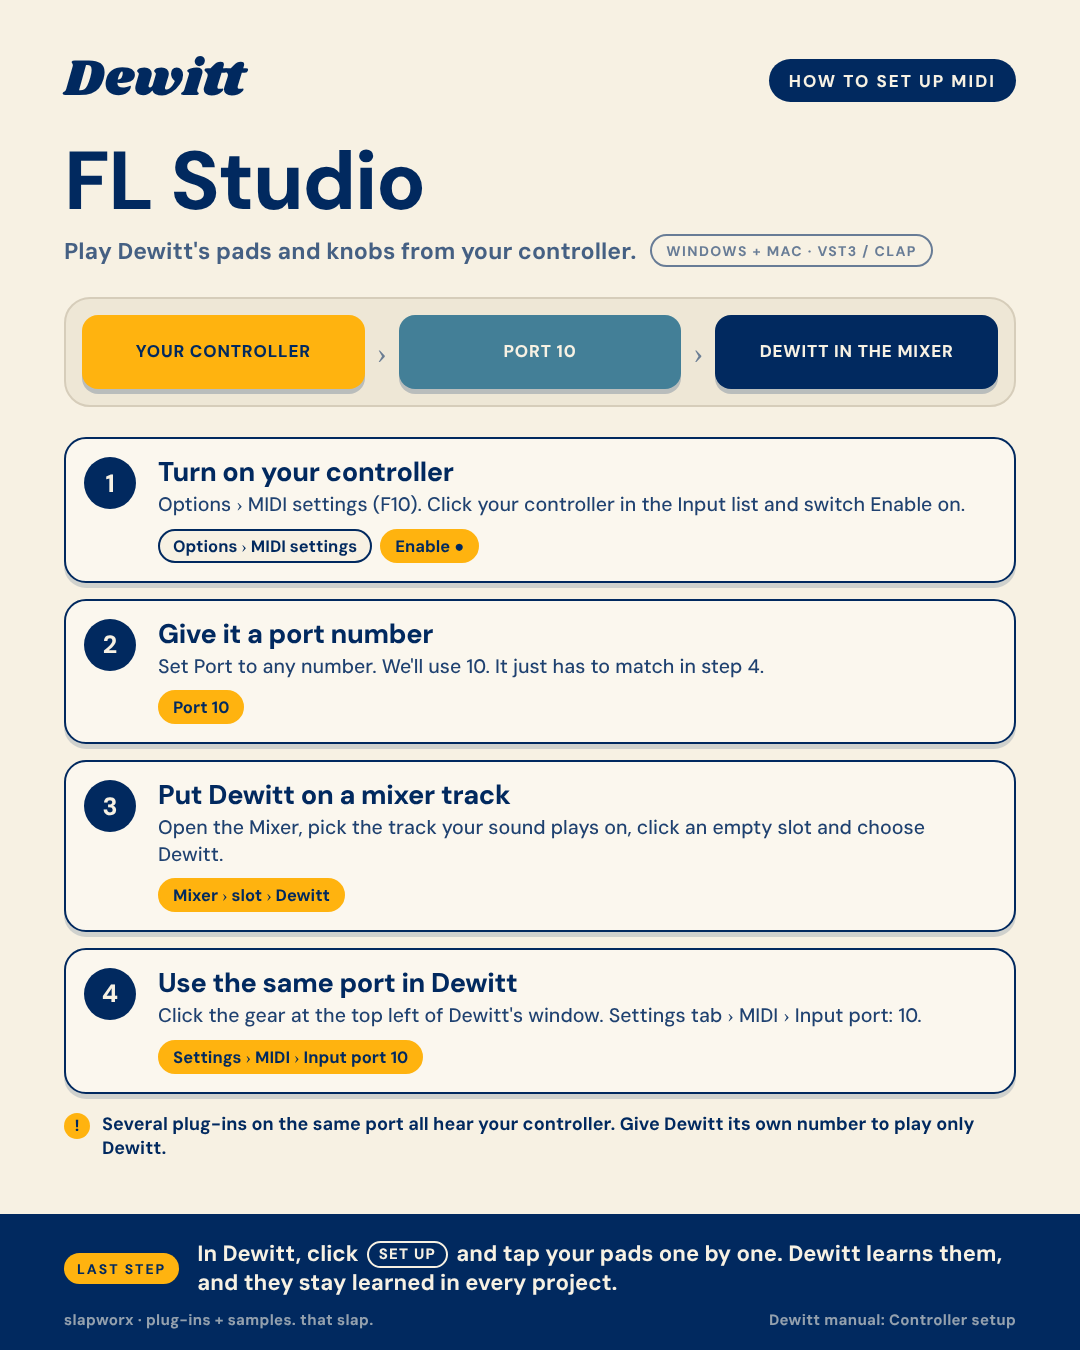 Dewitt
HOW TO SET UP MIDI
FL Studio
Play Dewitt's pads and knobs from your controller.
WINDOWS + MAC · VST3 / CLAP
YOUR CONTROLLER
›
PORT 10
›
DEWITT IN THE MIXER
1
Turn on your controller
Options › MIDI settings (F10). Click your controller in the Input list and switch Enable on.
Options › MIDI settings
Enable ●
2
Give it a port number
Set Port to any number. We'll use 10. It just has to match in step 4.
Port 10
3
Put Dewitt on a mixer track
Open the Mixer, pick the track your sound plays on, click an empty slot and choose
Dewitt.
Mixer › slot › Dewitt
4
Use the same port in Dewitt
Click the gear at the top left of Dewitt's window. Settings tab › MIDI › Input port: 10.
Settings › MIDI › Input port 10
! Several plug-ins on the same port all hear your controller. Give Dewitt its own number to play only
Dewitt.
LAST STEP
In Dewitt, click SET UP and tap your pads one by one. Dewitt learns them,
and they stay learned in every project.
slapworx · plug-ins + samples. that slap.
Dewitt manual: Controller setup